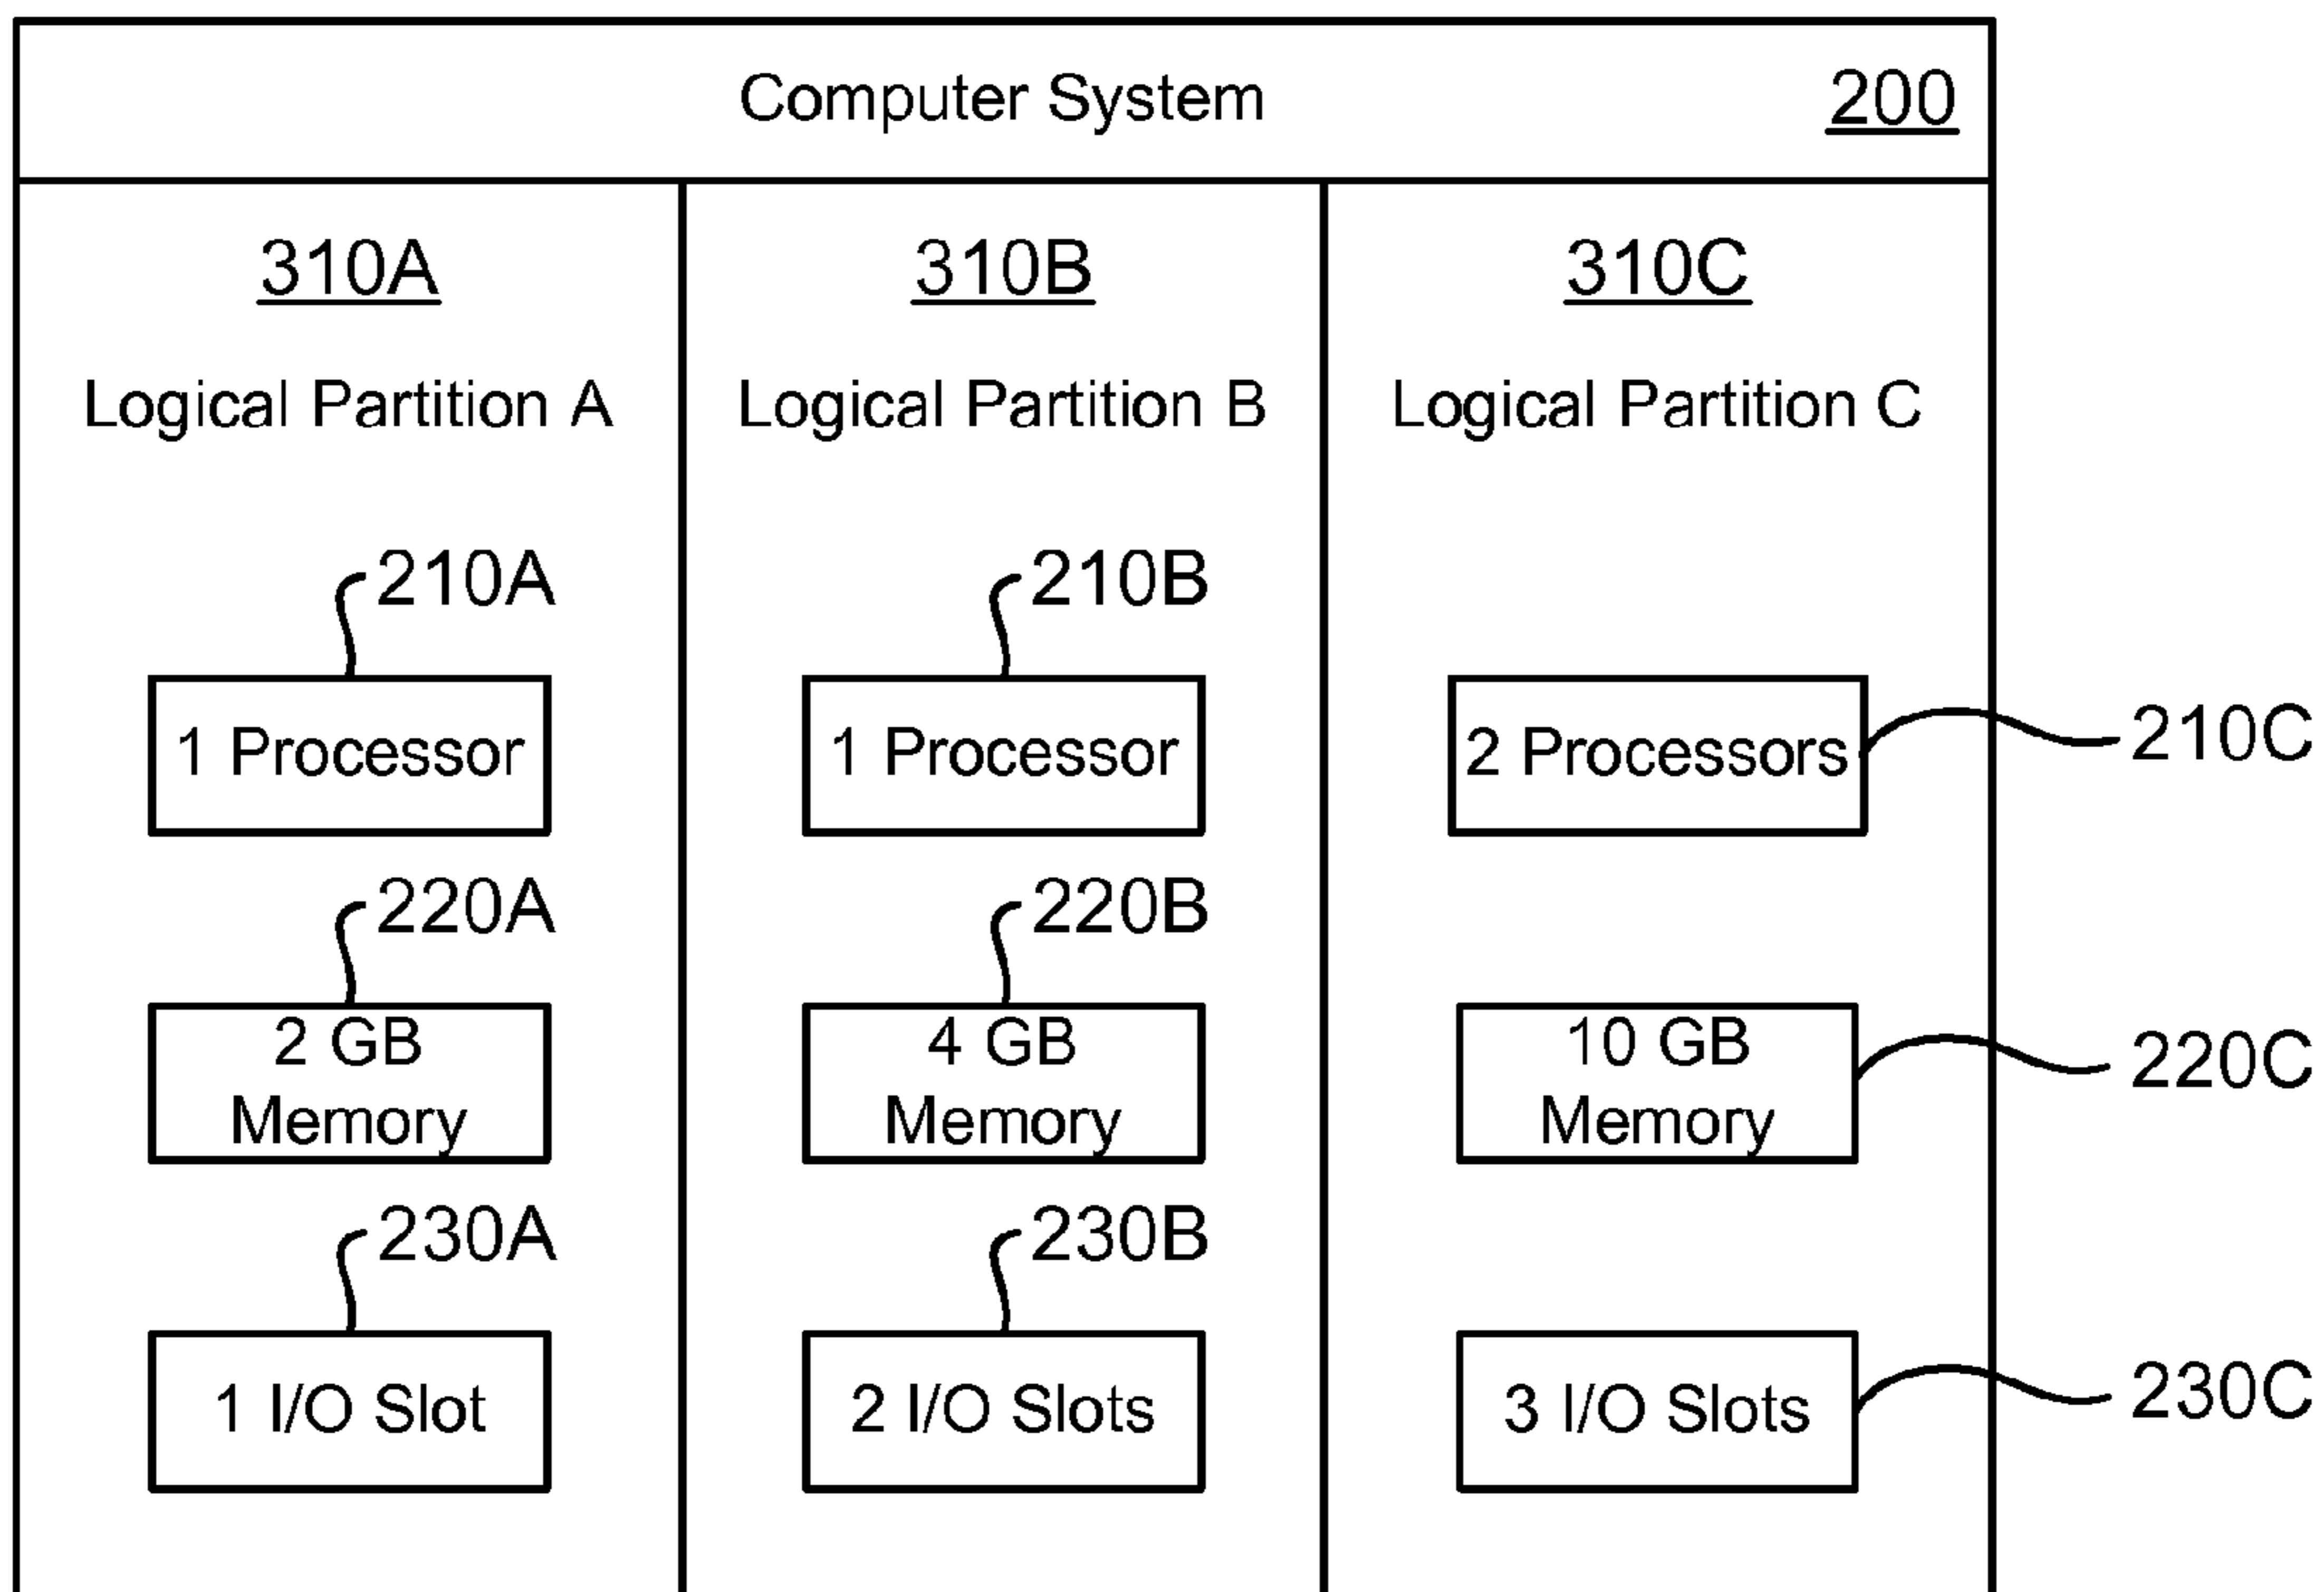 Computer System
200
310A
310B
310C
Logical Partition A
Logical Partition B
Logical Partition C
210A
210B
1 Processor
1 Processor
2 Processors
210C
220A
220B
2 GB
Memory
4 GB
Memory
10 GB
Memory
220C
230A
230B
1 I/O Slot
2 I/O Slots
3 I/O Slots
230C